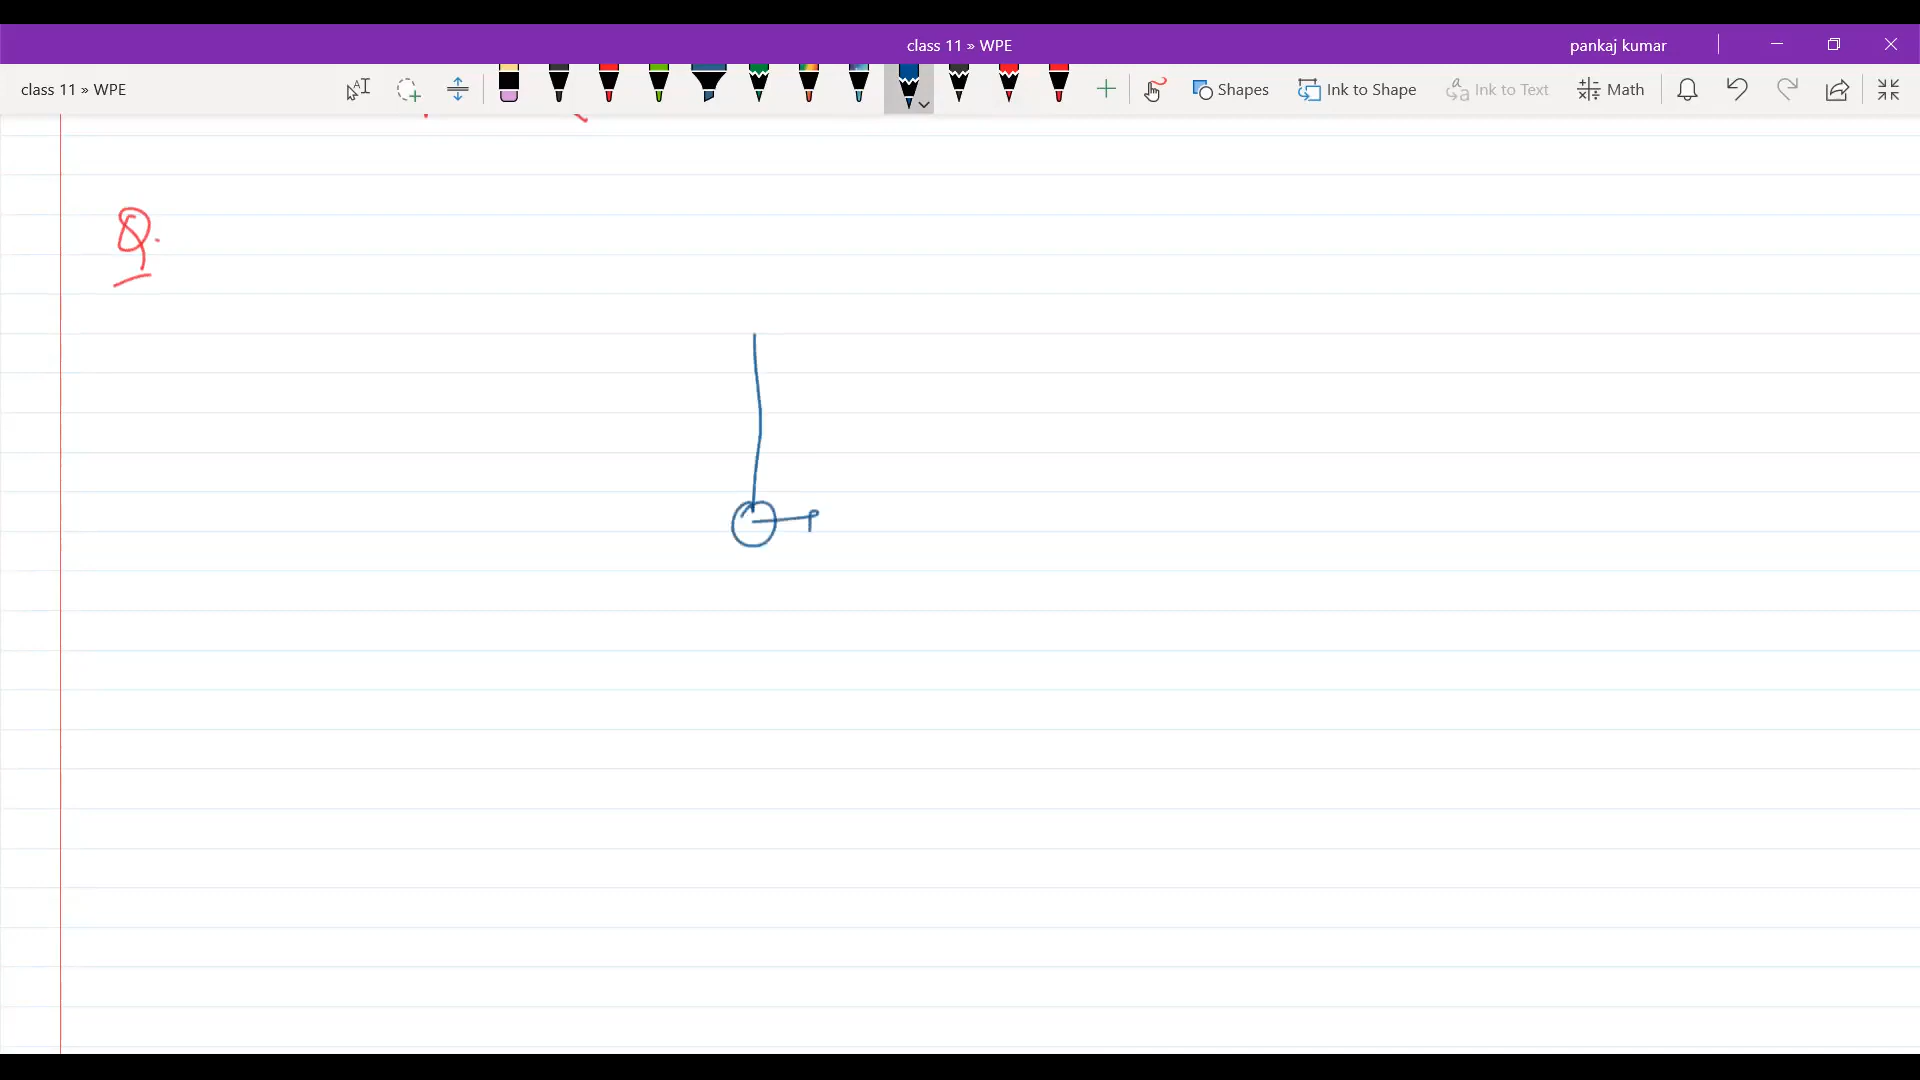 class 11 » WPE
pankaj kumar
class 11 » WPE
Shapes
Ink to Shape
Ink to Text
Math
Q.